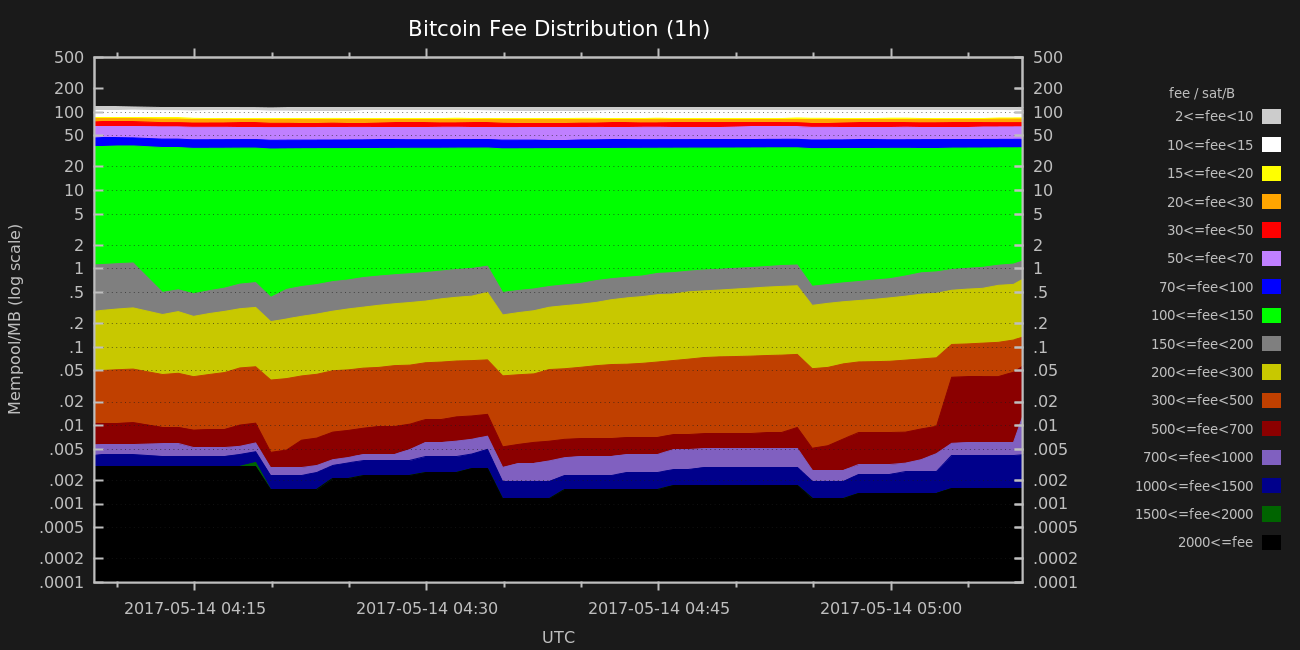 Bitcoin Fee Distribution (1h)
Mempool/MB (log scale)
500
200
100
50
20
10
5
2
1
.5
.2
.1
.05
.02
.01
.005
.002
.001
.0005
.0002
.0001
500
200
100
50
20
10
5
2
1
.5
.2
.1
.05
.02
.01
.005
.002
.001
.0005
.0002
.0001
2017-05-14 04:15 2017-05-14 04:30 2017-05-14 04:45 2017-05-14 05:00
UTC
fee / sat/B
2<=fee<10
10<=fee<15
15<=fee<20
20<=fee<30
30<=fee<50
50<=fee<70
70<=fee<100
100<=fee<150
150<=fee<200
200<=fee<300
300<=fee<500
500<=fee<700
700<=fee<1000
1000<=fee<1500
1500<=fee<2000
2000<=fee